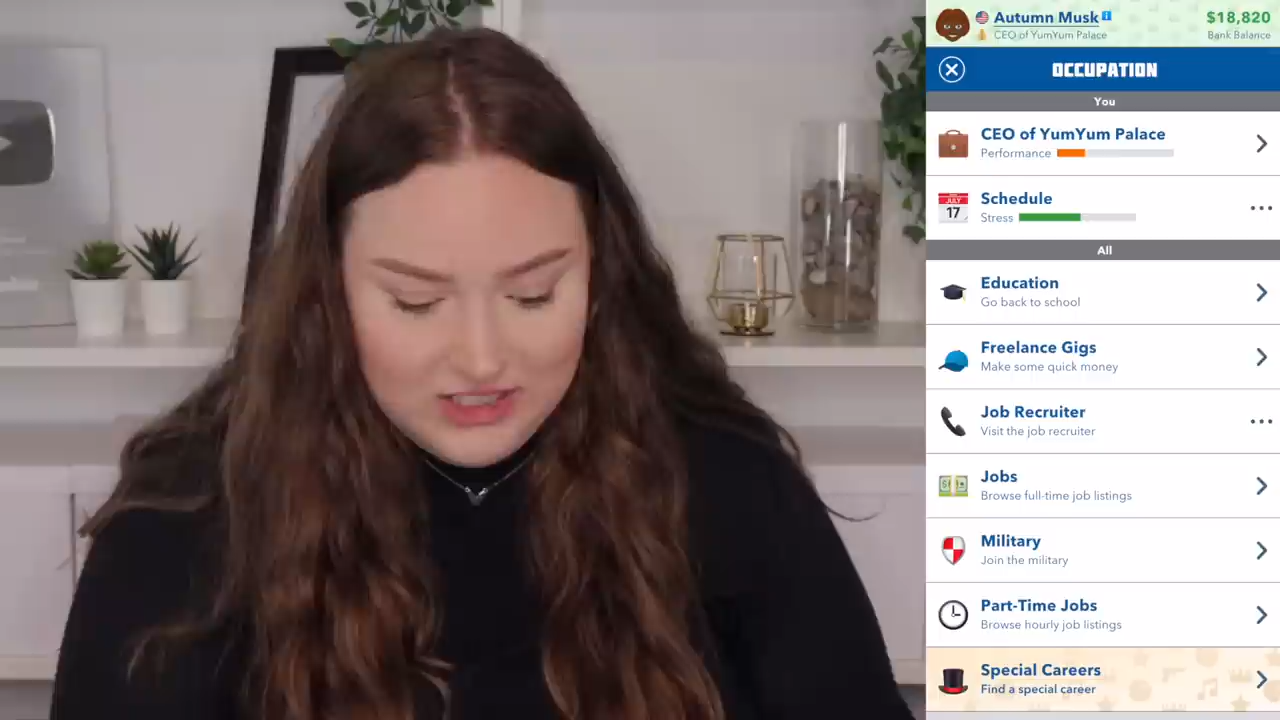 Autumn Musk
$18,820
CEO of YumYum Palace
Bank Balance
OCCUPATION
You
CEO of YumYum Palace
Performance
JULY
17
Schedule
Stress
All
Education
Go back to school
Freelance Gigs
Make some quick money
Job Recruiter
Visit the job recruiter
Jobs
Browse full-time job listings
Military
Join the military
Part-Time Jobs
Browse hourly job listings
Special Careers
Find a special career